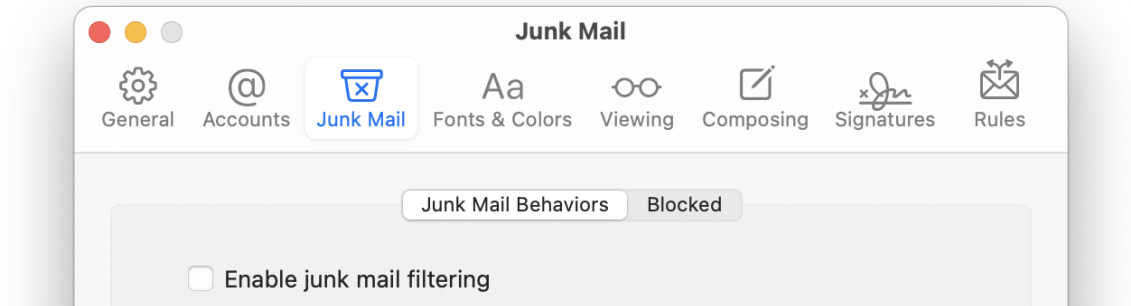 Junk Mail
General Accounts Junk Mail Fonts & Colors Viewing Composing Signatures Rules
Junk Mail Behaviors Blocked
Enable junk mail filtering